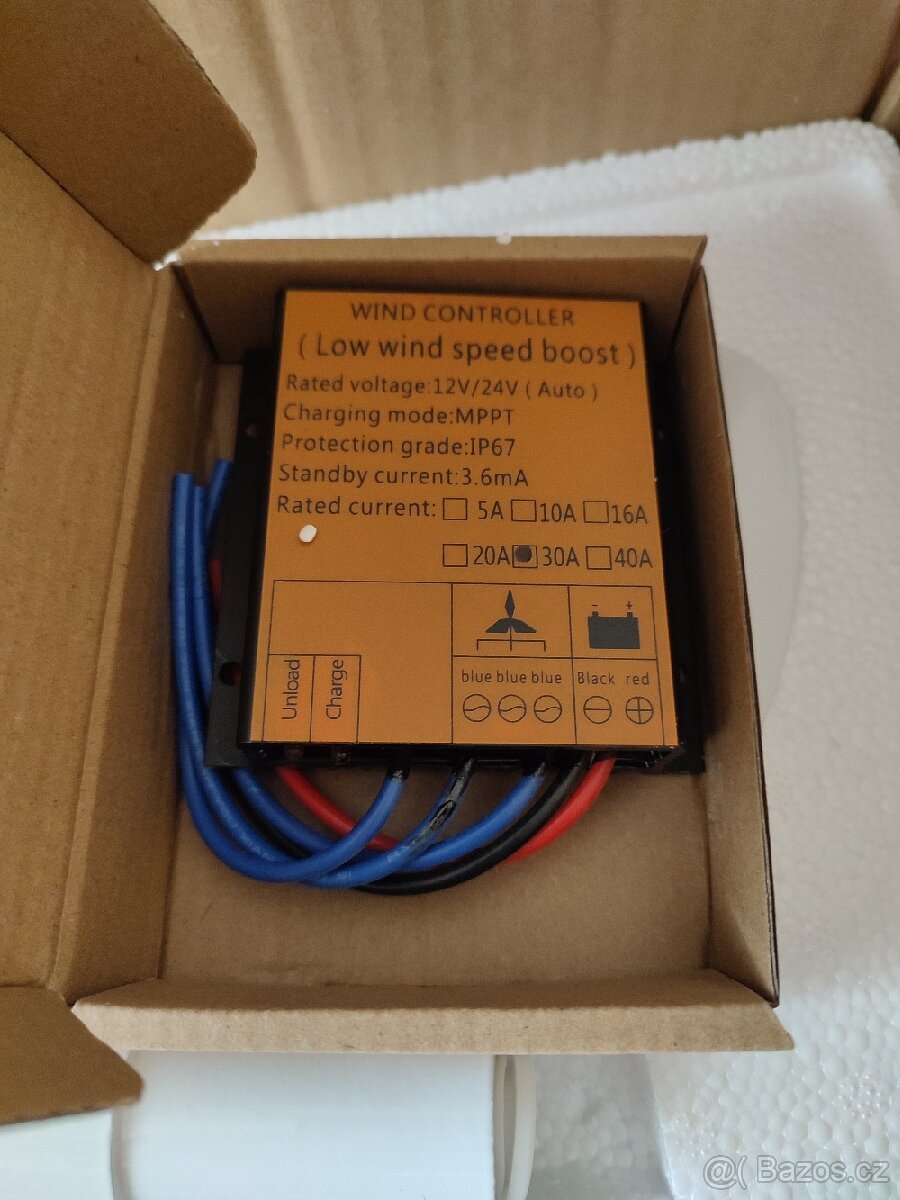 WIND CONTROLLER
( Low wind speed boost )
Rated voltage:12V/24V ( Auto )
Charging mode:MPPT
Protection grade:IP67
Standby current:3.6mA
Rated current: 5A 10A 16A
20A 30A 40A
Unload
Charge
blue blue blue
Black red
@( Bazos.cz